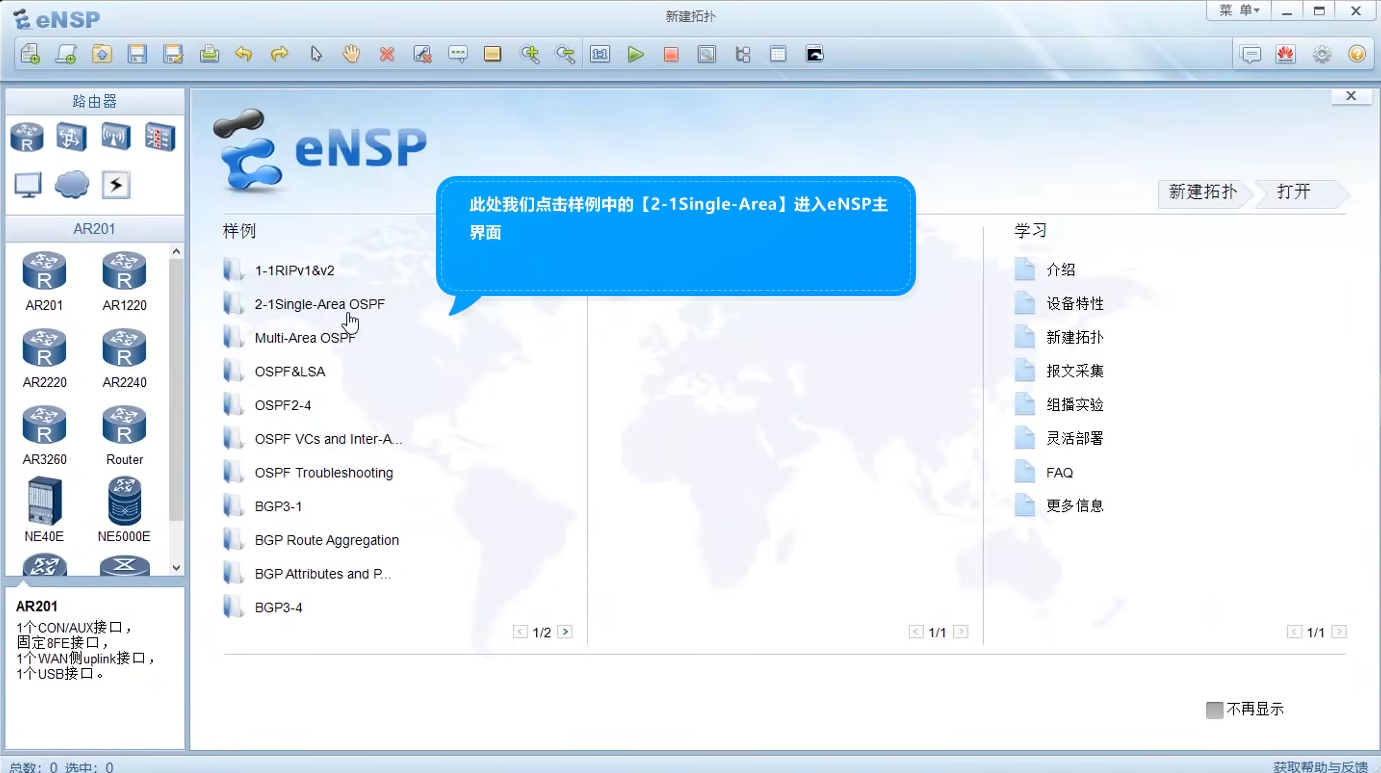 eNSP
新建拓扑
菜 单
路由器
R
AR201
R
R
AR201
AR1220
R
R
AR2220
AR2240
R
R
AR3260
Router
NE40E
NE5000E
AR201
1个CON/AUX接口，
固定8FE接口，
1个WAN侧uplink接口，
1个USB接口。
eNSP
此处我们点击样例中的【2-1Single-Area】进入eNSP主
界面
新建拓扑
打开
样例
1-1RIPv1&v2
2-1Single-Area OSPF
Multi-Area OSPF
OSPF&LSA
OSPF2-4
OSPF VCs and Inter-A...
OSPF Troubleshooting
BGP3-1
BGP Route Aggregation
BGP Attributes and P...
BGP3-4
1/2
1/1
学习
介绍
设备特性
新建拓扑
报文采集
组播实验
灵活部署
FAQ
更多信息
1/1
不再显示
总数：0 选中：0
获取帮助与反馈